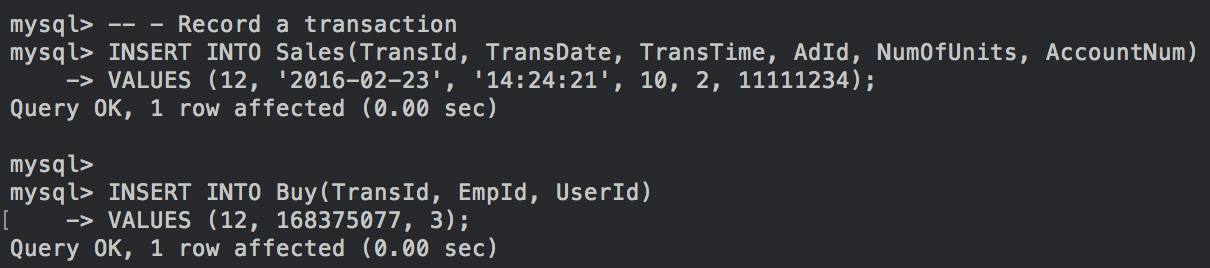 mysql> -- - Record a transaction
mysql> INSERT INTO Sales(TransId, TransDate, TransTime, AdId, NumOfUnits, AccountNum)
    -> VALUES (12, '2016-02-23', '14:24:21', 10, 2, 11111234);
Query OK, 1 row affected (0.00 sec)

mysql>
mysql> INSERT INTO Buy(TransId, EmpId, UserId)
[    -> VALUES (12, 168375077, 3);
Query OK, 1 row affected (0.00 sec)